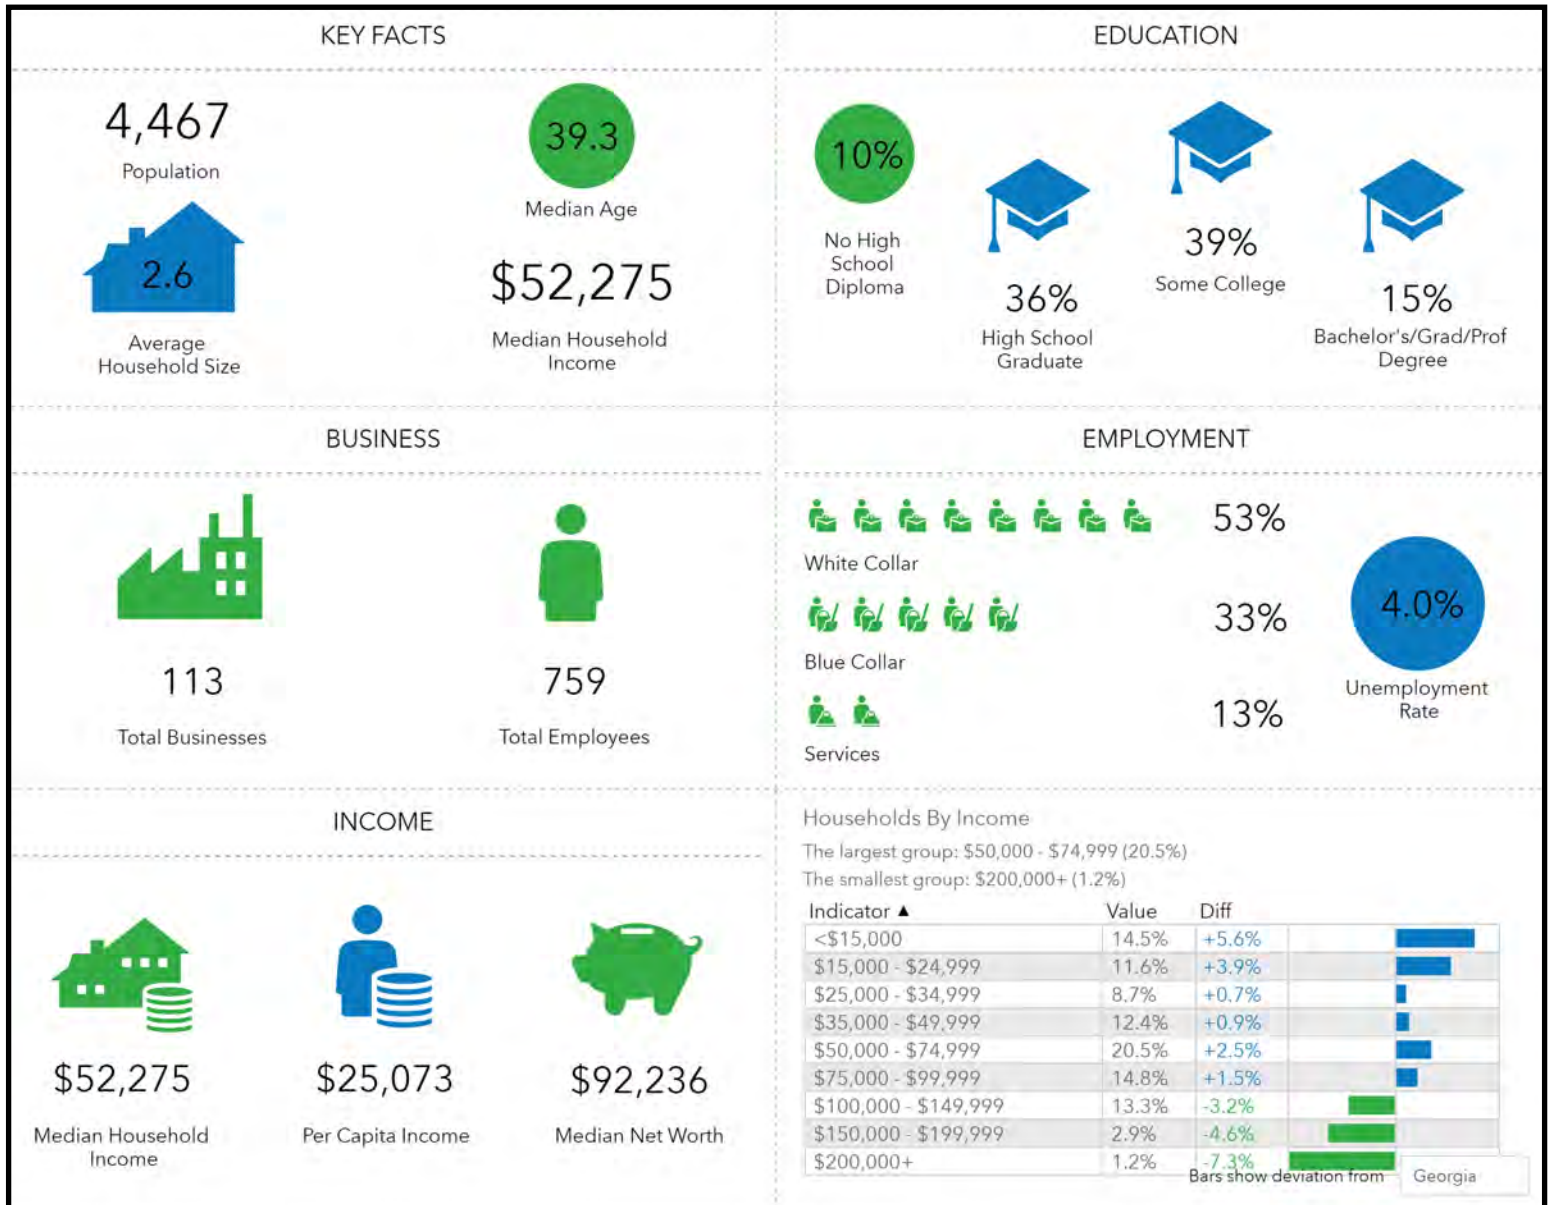 KEY FACTS
4,467
Population
39.3
Median Age
2.6
Average
Household Size
$52,275
Median Household
Income
EDUCATION
10%
No High
School
Diploma
36%
High School
Graduate
39%
Some College
15%
Bachelor's/Grad/Prof
Degree
BUSINESS
113
Total Businesses
759
Total Employees
EMPLOYMENT
53%
White Collar
33%
Blue Collar
13%
Services
4.0%
Unemployment
Rate
INCOME
$52,275
Median Household
Income
$25,073
Per Capita Income
$92,236
Median Net Worth
Households By Income
The largest group: $50,000 - $74,999 (20.5%)
The smallest group: $200,000+ (1.2%)
Indicator ▲ Value Diff
<$15,000 14.5% +5.6%
$15,000 - $24,999 11.6% +3.9%
$25,000 - $34,999 8.7% +0.7%
$35,000 - $49,999 12.4% +0.9%
$50,000 - $74,999 20.5% +2.5%
$75,000 - $99,999 14.8% +1.5%
$100,000 - $149,999 13.3% -3.2%
$150,000 - $199,999 2.9% -4.6%
$200,000+ 1.2% -7.3%
Bars show deviation from Georgia